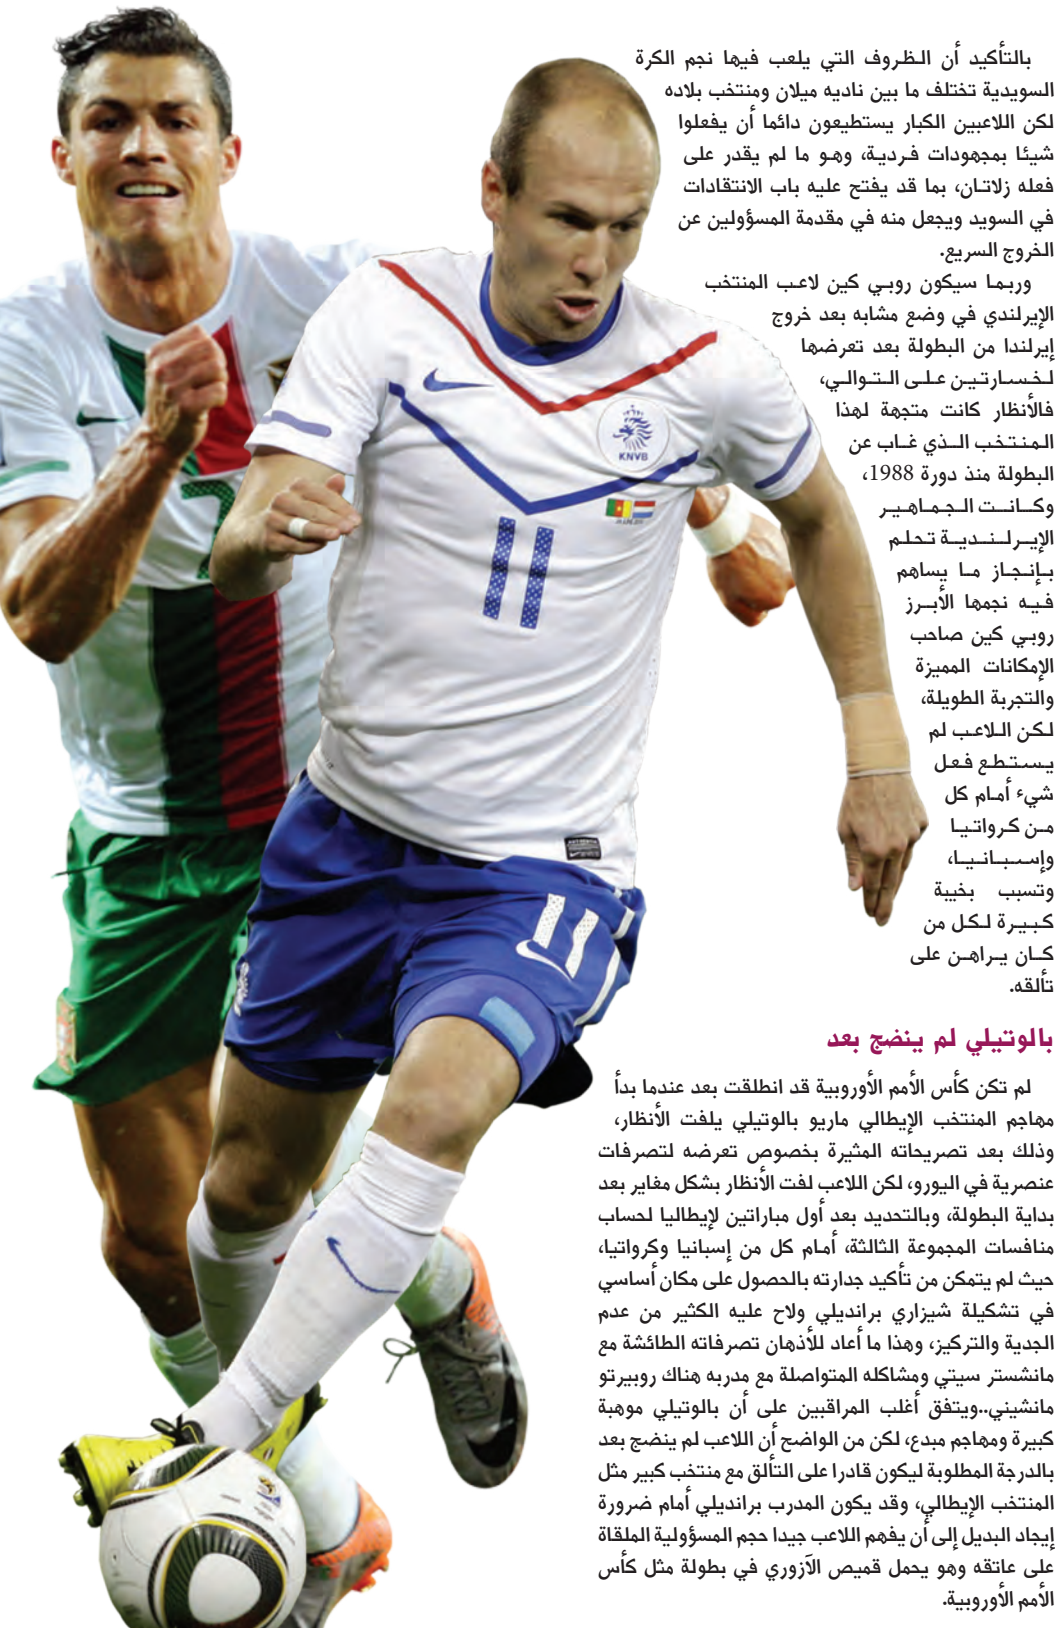 بالتأكيد أن الظروف التي يلعب فيها نجم الكرة
السويدية تختلف ما بين ناديه ميلان ومنتخب بلاده
لكن اللاعبين الكبار يستطيعون دائما أن يفعلوا
شيئا بمجهودات فردية، وهو ما لم يقدر على
فعله زلاتان، بما قد يفتح عليه باب الانتقادات
في السويد ويجعل منه في مقدمة المسؤولين عن
الخروج السريع.
وربما سيكون روبي كين لاعب المنتخب
الإيرلندي في وضع مشابه بعد خروج
إيرلندا من البطولة بعد تعرضها
لخسارتين على التوالي،
فالأنظار كانت متجهة لهذا
المنتخب الذي غاب عن
البطولة منذ دورة 1988،
وكانت الجماهير
الإيرلندية تحلم
بإنجاز ما يساهم
فيه نجمها الأبرز
روبي كين صاحب
الإمكانات المميزة
والتجربة الطويلة،
لكن اللاعب لم
يستطع فعل
شيء أمام كل
من كرواتيا
وإسبانيا،
وتسبب بخيبة
كبيرة لكل من
كان يراهن على
تألقه.
بالوتيلي لم ينضج بعد
لم تكن كأس الأمم الأوروبية قد انطلقت بعد عندما بدأ
مهاجم المنتخب الإيطالي ماريو بالوتيلي يلفت الأنظار،
وذلك بعد تصريحاته المثيرة بخصوص تعرضه لتصرفات
عنصرية في اليورو، لكن اللاعب لفت الأنظار بشكل مغاير بعد
بداية البطولة، وبالتحديد بعد أول مباراتين لإيطاليا لحساب
منافسات المجموعة الثالثة، أمام كل من إسبانيا وكرواتيا،
حيث لم يتمكن من تأكيد جدارته بالحصول على مكان أساسي
في تشكيلة شيزاري برانديلي ولاح عليه الكثير من عدم
الجدية والتركيز، وهذا ما أعاد للأذهان تصرفاته الطائشة مع
مانشستر سيتي ومشاكله المتواصلة مع مدربه هناك روبيرتو
مانشيني..ويتفق أغلب المراقبين على أن بالوتيلي موهبة
كبيرة ومهاجم مبدع، لكن من الواضح أن اللاعب لم ينضج بعد
بالدرجة المطلوبة ليكون قادرا على التألق مع منتخب كبير مثل
المنتخب الإيطالي، وقد يكون المدرب برانديلي أمام ضرورة
إيجاد البديل إلى أن يفهم اللاعب جيدا حجم المسؤولية الملقاة
على عاتقه وهو يحمل قميص الآزوري في بطولة مثل كأس
الأمم الأوروبية.
KNVB
11
11
7